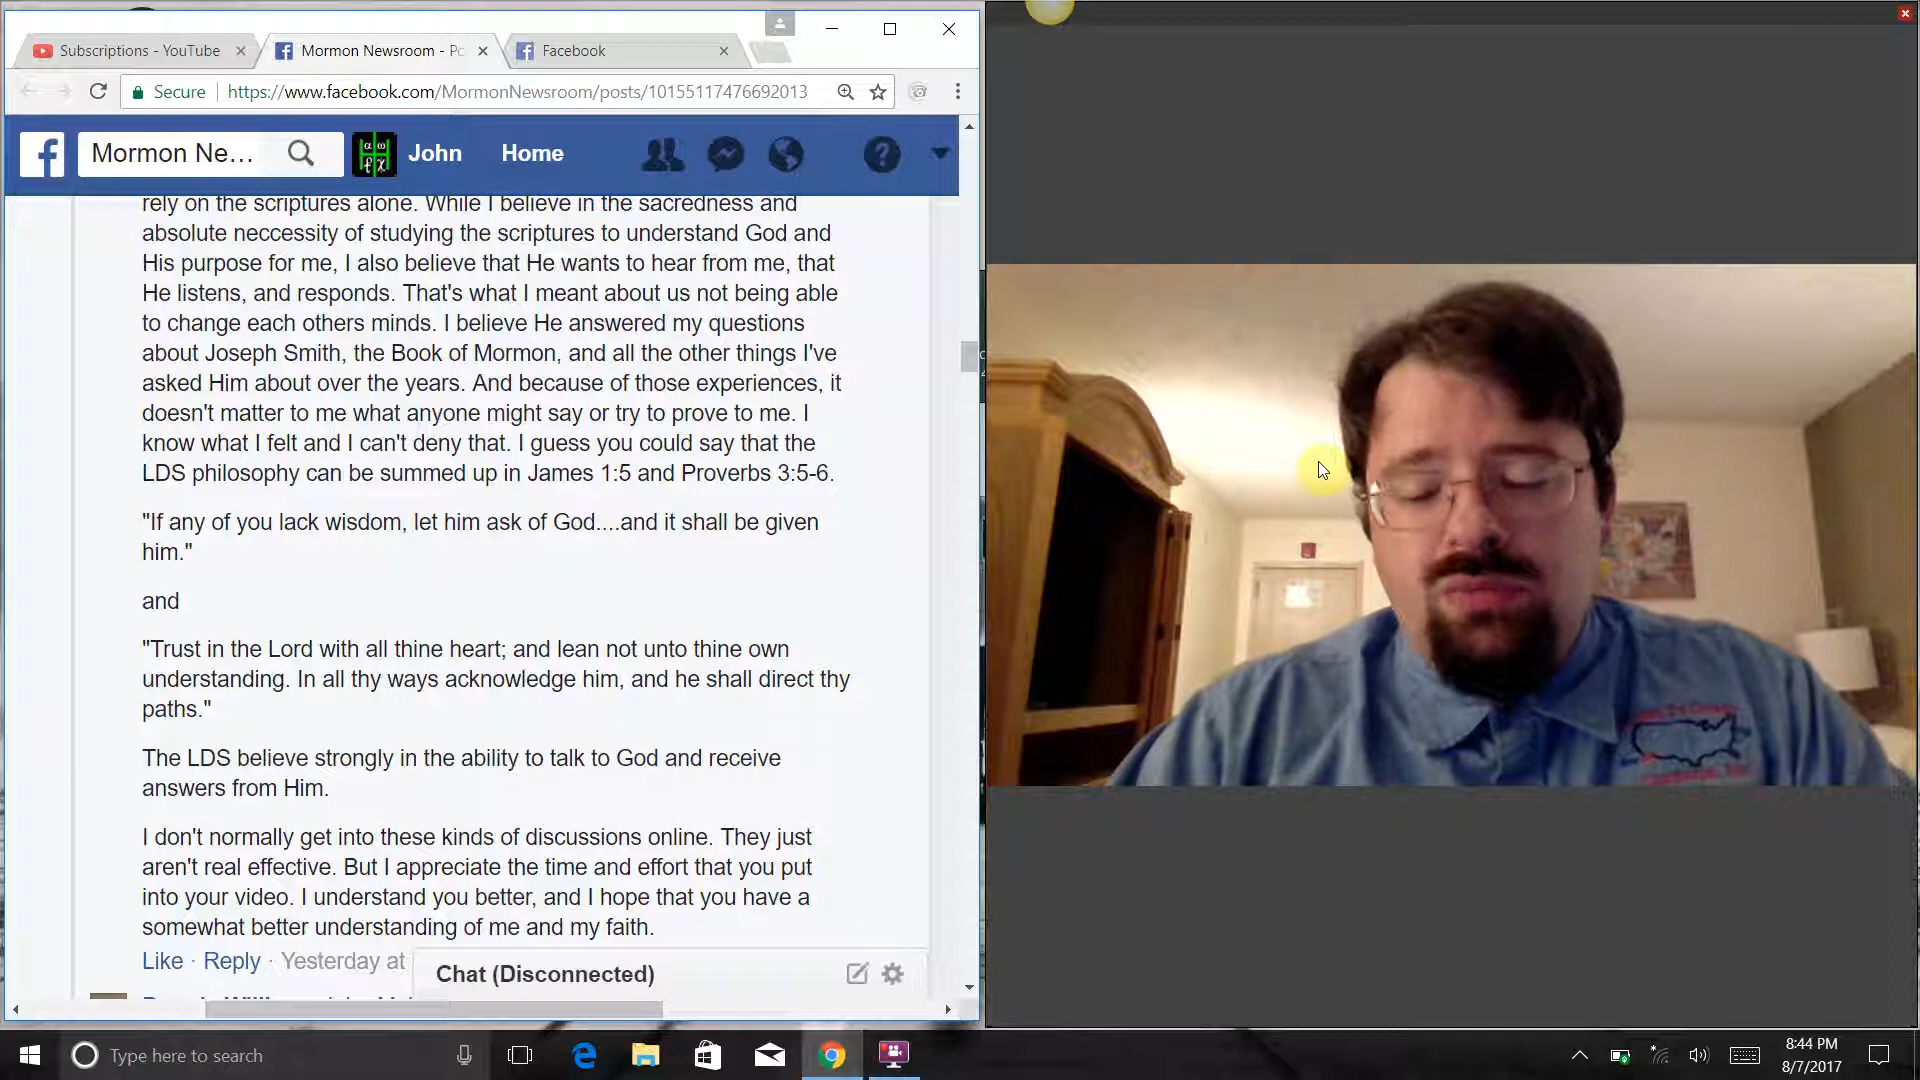 Subscriptions - YouTube
Mormon Newsroom - Pc
Facebook
Secure
https://www.facebook.com/MormonNewsroom/posts/10155117476692013
Mormon Ne...
John
Home
rely on the scriptures alone. While I believe in the sacredness and
absolute neccessity of studying the scriptures to understand God and
His purpose for me, I also believe that He wants to hear from me, that
He listens, and responds. That's what I meant about us not being able
to change each others minds. I believe He answered my questions
about Joseph Smith, the Book of Mormon, and all the other things I've
asked Him about over the years. And because of those experiences, it
doesn't matter to me what anyone might say or try to prove to me. I
know what I felt and I can't deny that. I guess you could say that the
LDS philosophy can be summed up in James 1:5 and Proverbs 3:5-6.
"If any of you lack wisdom, let him ask of God....and it shall be given
him."
and
"Trust in the Lord with all thine heart; and lean not unto thine own
understanding. In all thy ways acknowledge him, and he shall direct thy
paths."
The LDS believe strongly in the ability to talk to God and receive
answers from Him.
I don't normally get into these kinds of discussions online. They just
aren't real effective. But I appreciate the time and effort that you put
into your video. I understand you better, and I hope that you have a
somewhat better understanding of me and my faith.
Like · Reply · Yesterday at
Chat (Disconnected)
Type here to search
8:44 PM
8/7/2017